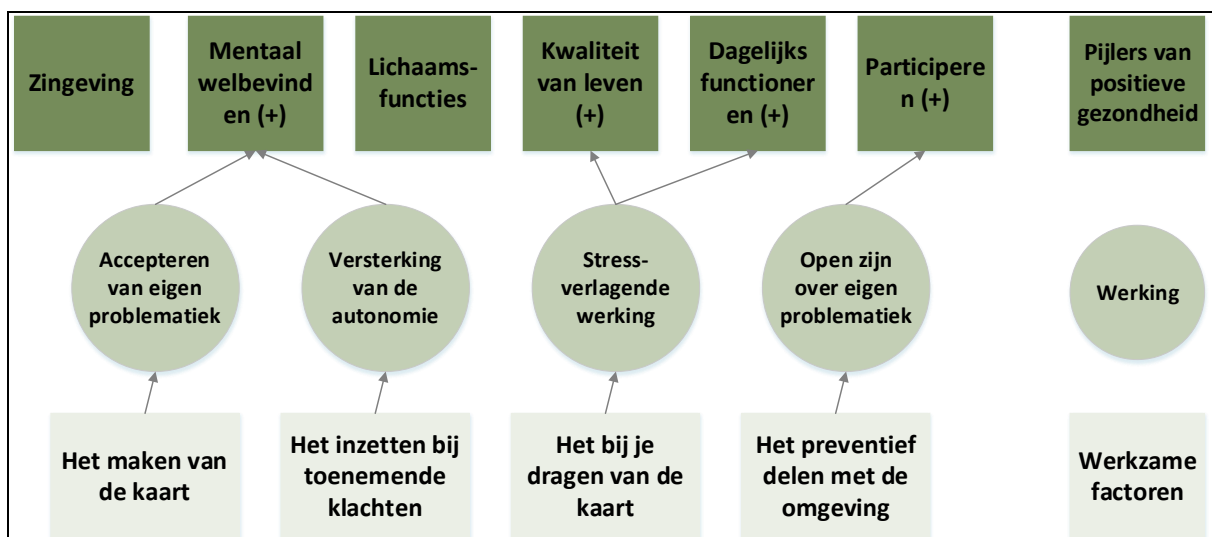 Zingeving
Mentaal
welbevind
en (+)
Lichaams-
functies
Kwaliteit
van leven
(+)
Dagelijks
functioner
en (+)
Participere
n (+)
Pijlers van
positieve
gezondheid
Accepteren
van eigen
problematiek
Versterking
van de
autonomie
Stress-
verlagende
werking
Open zijn
over eigen
problematiek
Werking
Het maken van
de kaart
Het inzetten bij
toenemende
klachten
Het bij je
dragen van de
kaart
Het preventief
delen met de
omgeving
Werkzame
factoren